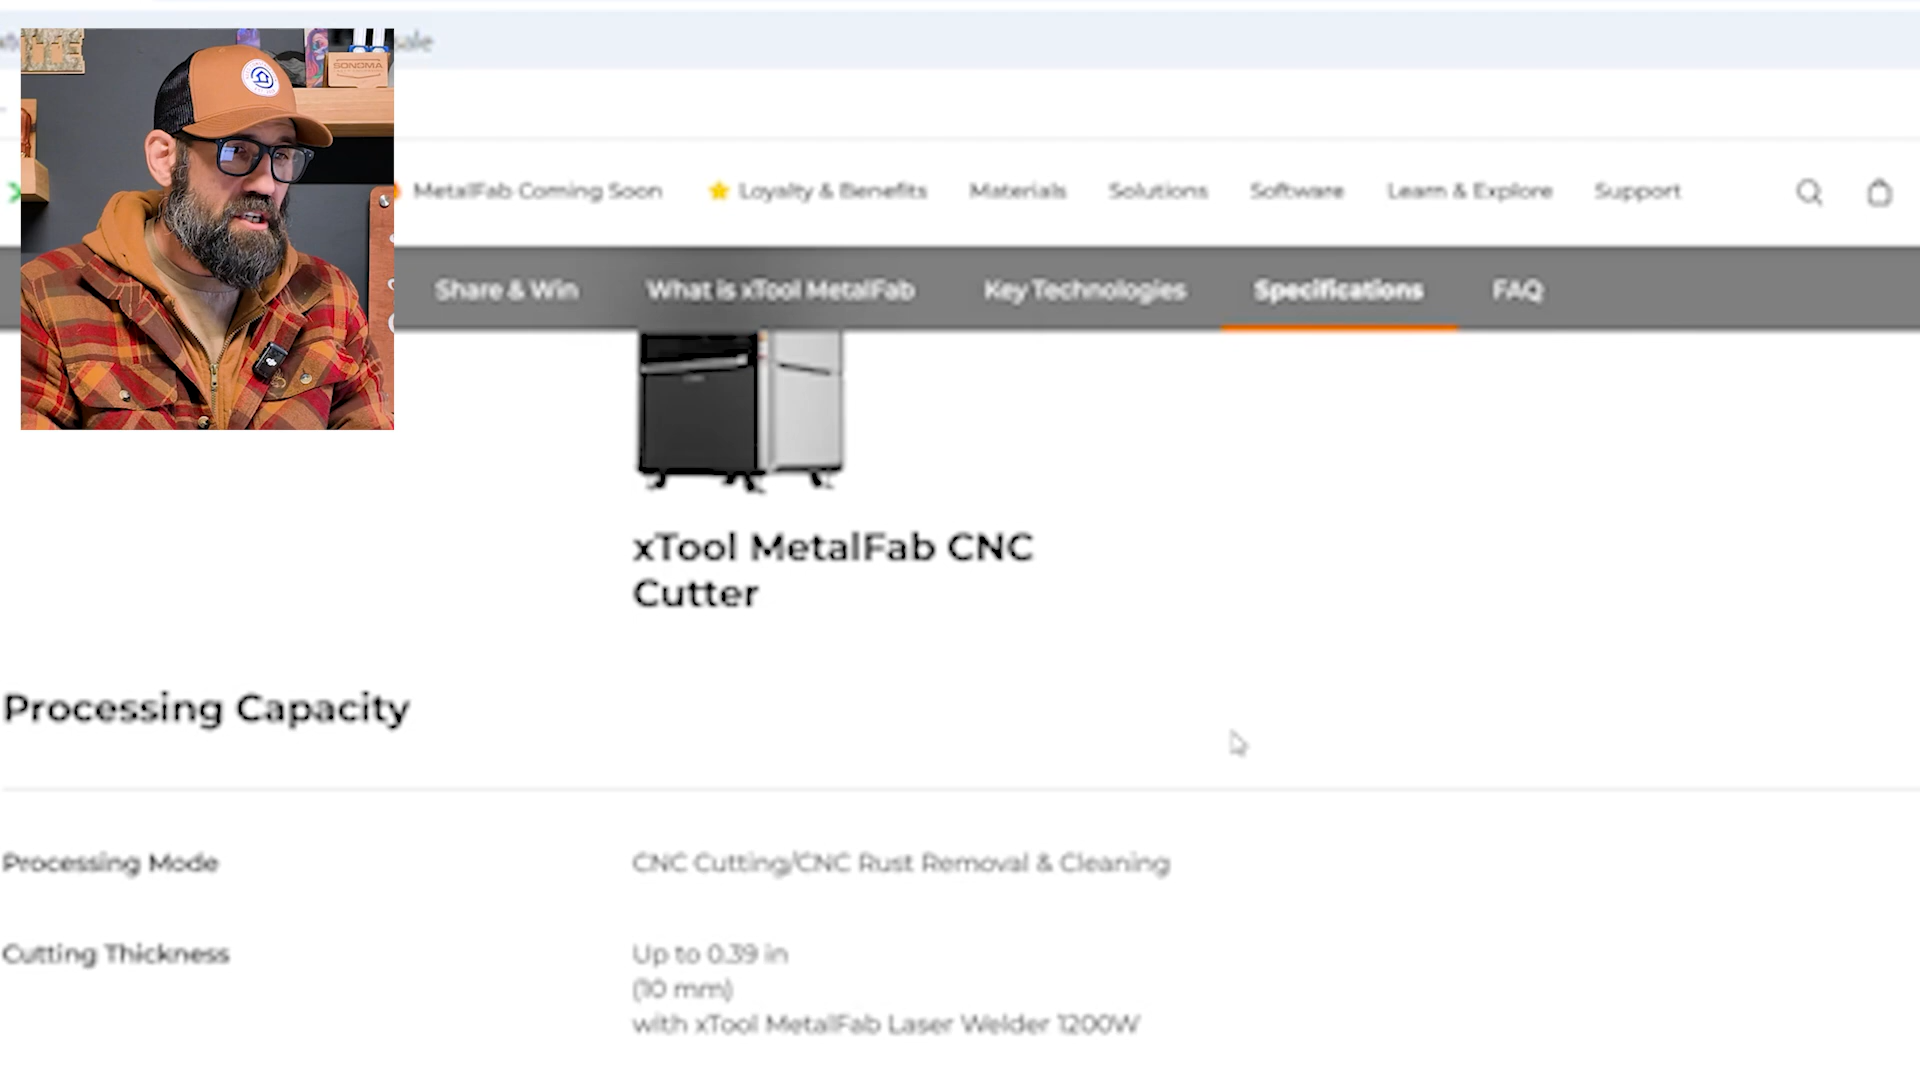 sale
SONOMA
MetalFab Coming Soon
Loyalty & Benefits
Materials
Solutions
Software
Learn & Explore
Support
Share & Win
What is xTool MetalFab
Key Technologies
Specifications
FAQ
xTool MetalFab CNC
Cutter
Processing Capacity
Processing Mode
CNC Cutting/CNC Rust Removal & Cleaning
Cutting Thickness
Up to 0.39 in
(10 mm)
with xTool MetalFab Laser Welder 1200W